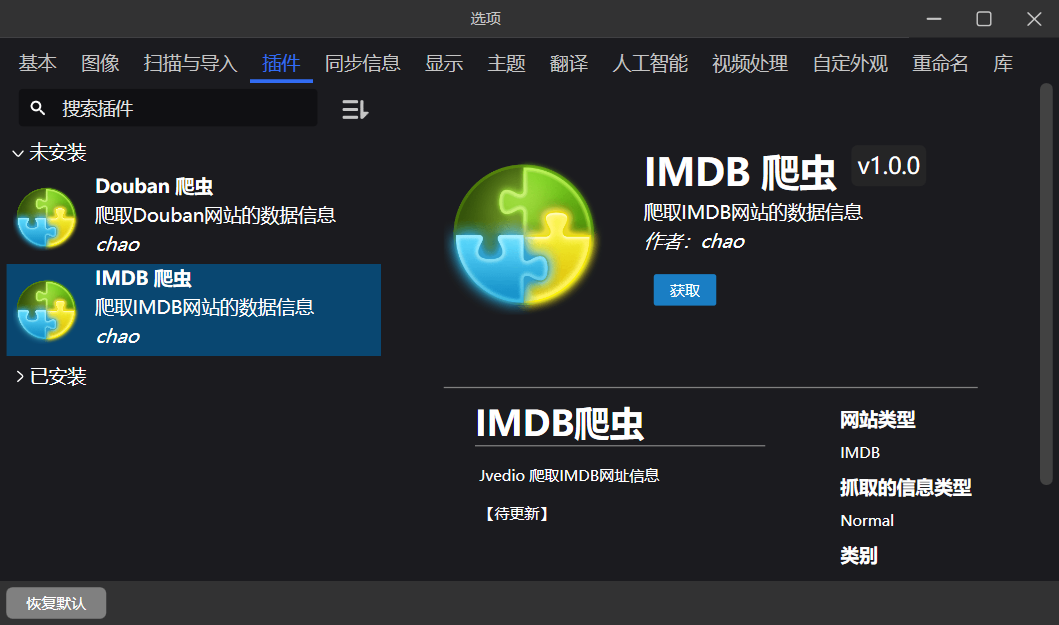 选项
基本 图像 扫描与导入 插件 同步信息 显示 主题 翻译 人工智能 视频处理 自定外观 重命名 库
搜索插件
未安装
Douban 爬虫
爬取Douban网站的数据信息
chao
IMDB 爬虫
爬取IMDB网站的数据信息
chao
已安装
IMDB 爬虫 v1.0.0
爬取IMDB网站的数据信息
作者：chao
获取
IMDB爬虫
Jvedio 爬取IMDB网址信息
【待更新】
网站类型
IMDB
抓取的信息类型
Normal
类别
恢复默认